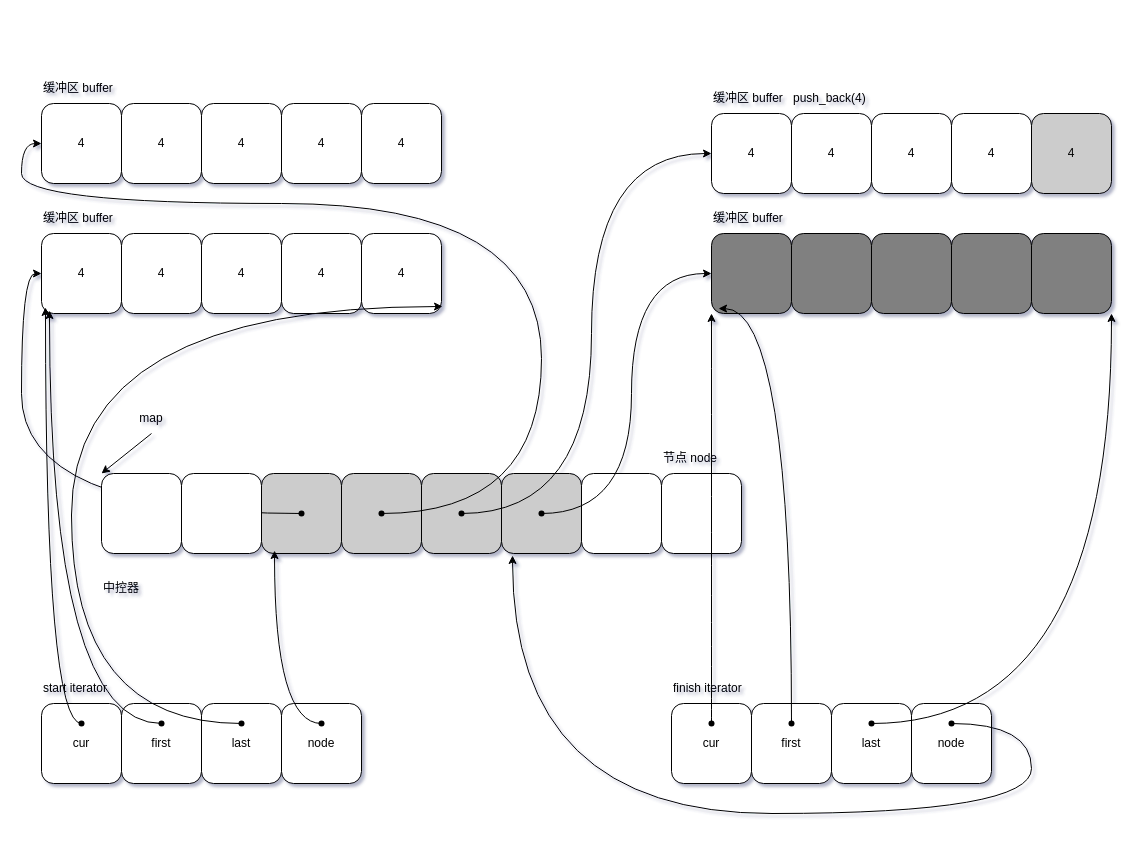 缓冲区 buffer
4 4 4 4 4
缓冲区 buffer push_back(4)
4 4 4 4 4
缓冲区 buffer
4 4 4 4 4
缓冲区 buffer
map
节点 node
中控器
start iterator
cur first last node
finish iterator
cur first last node